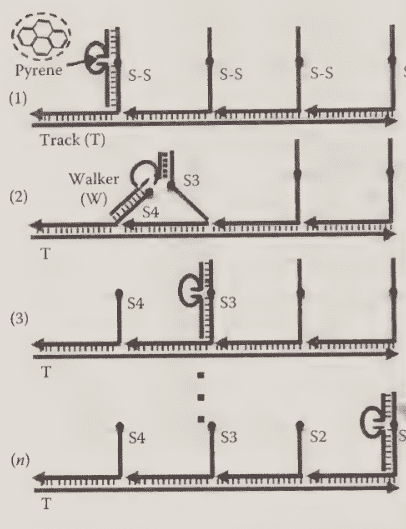 Pyrene
S-S
S-S
S-S
S
(1)
Track (T)
Walker
(W)
S3
S4
(2)
T
S4
S3
(3)
T
S4
S3
S2
S
(n)
T